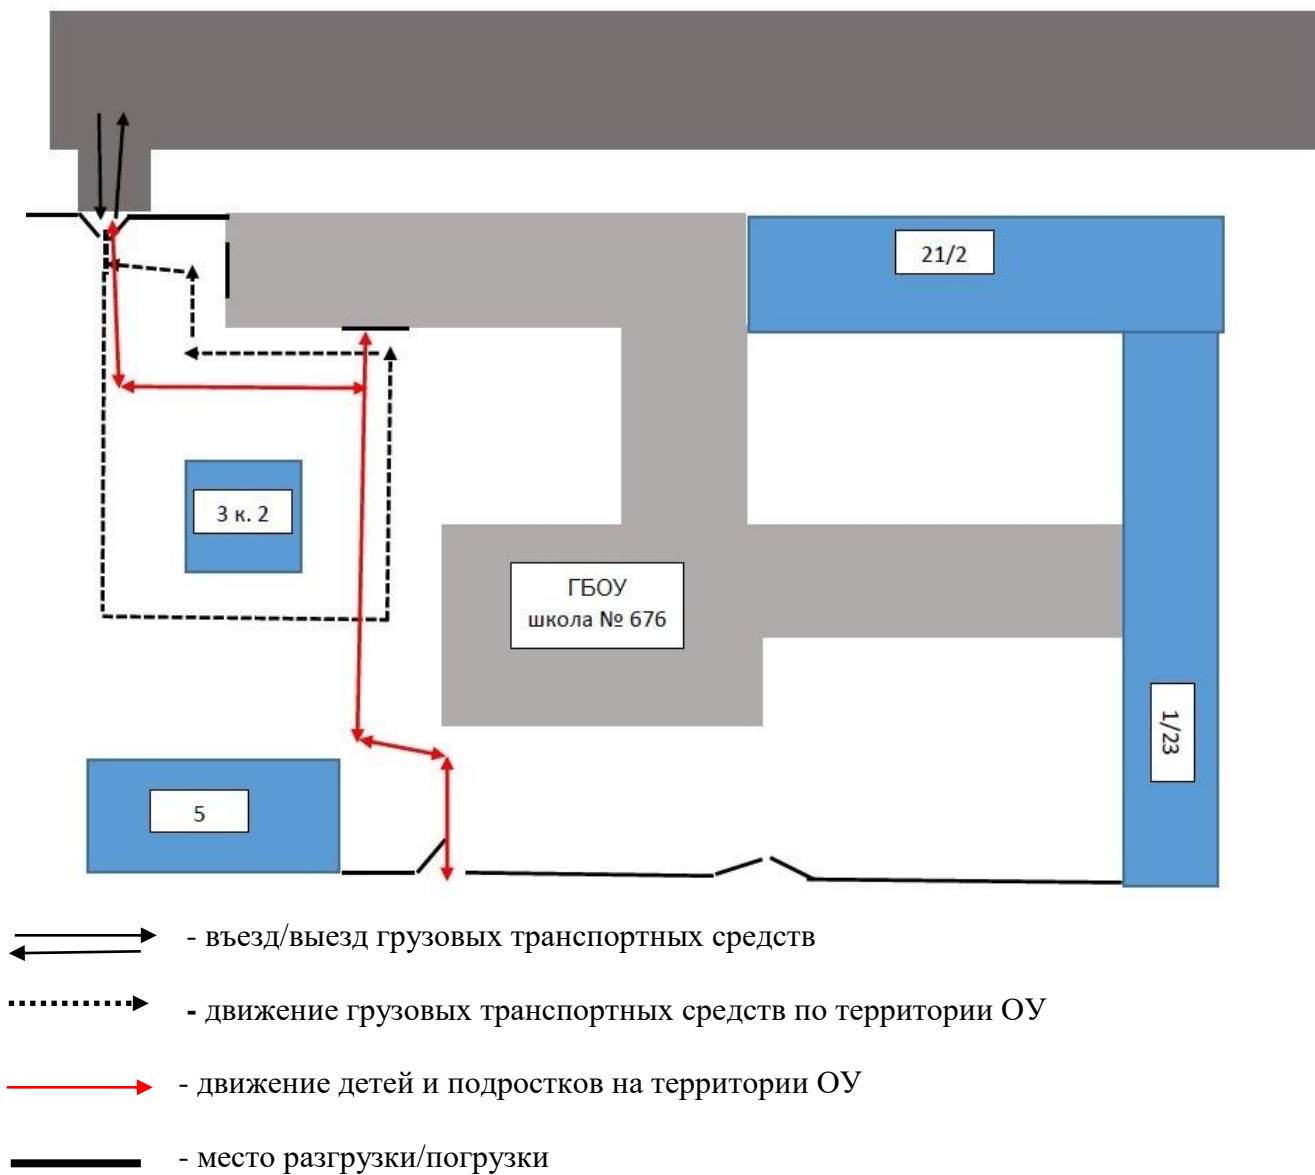 21/2
3 к. 2
ГБОУ
школа № 676
1/23
5
- въезд/выезд грузовых транспортных средств
- движение грузовых транспортных средств по территории ОУ
- движение детей и подростков на территории ОУ
- место разгрузки/погрузки